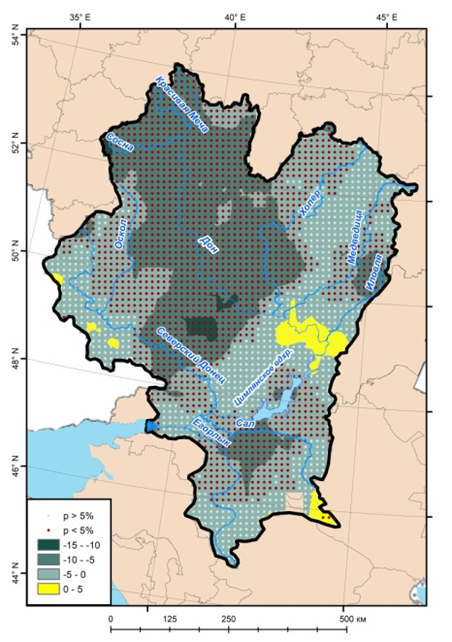 35° E
40° E
45° E
54° N
52° N
50° N
48° N
46° N
44° N
Красивая Меча
Сосна
Хопер
Оскол
Дон
Медведица
Иловля
Северский Донец
Цимлянское вдхр.
Сал
Егорлык
p > 5%
p < 5%
-15 - -10
-10 - -5
-5 - 0
0 - 5
0 125 250 500 км